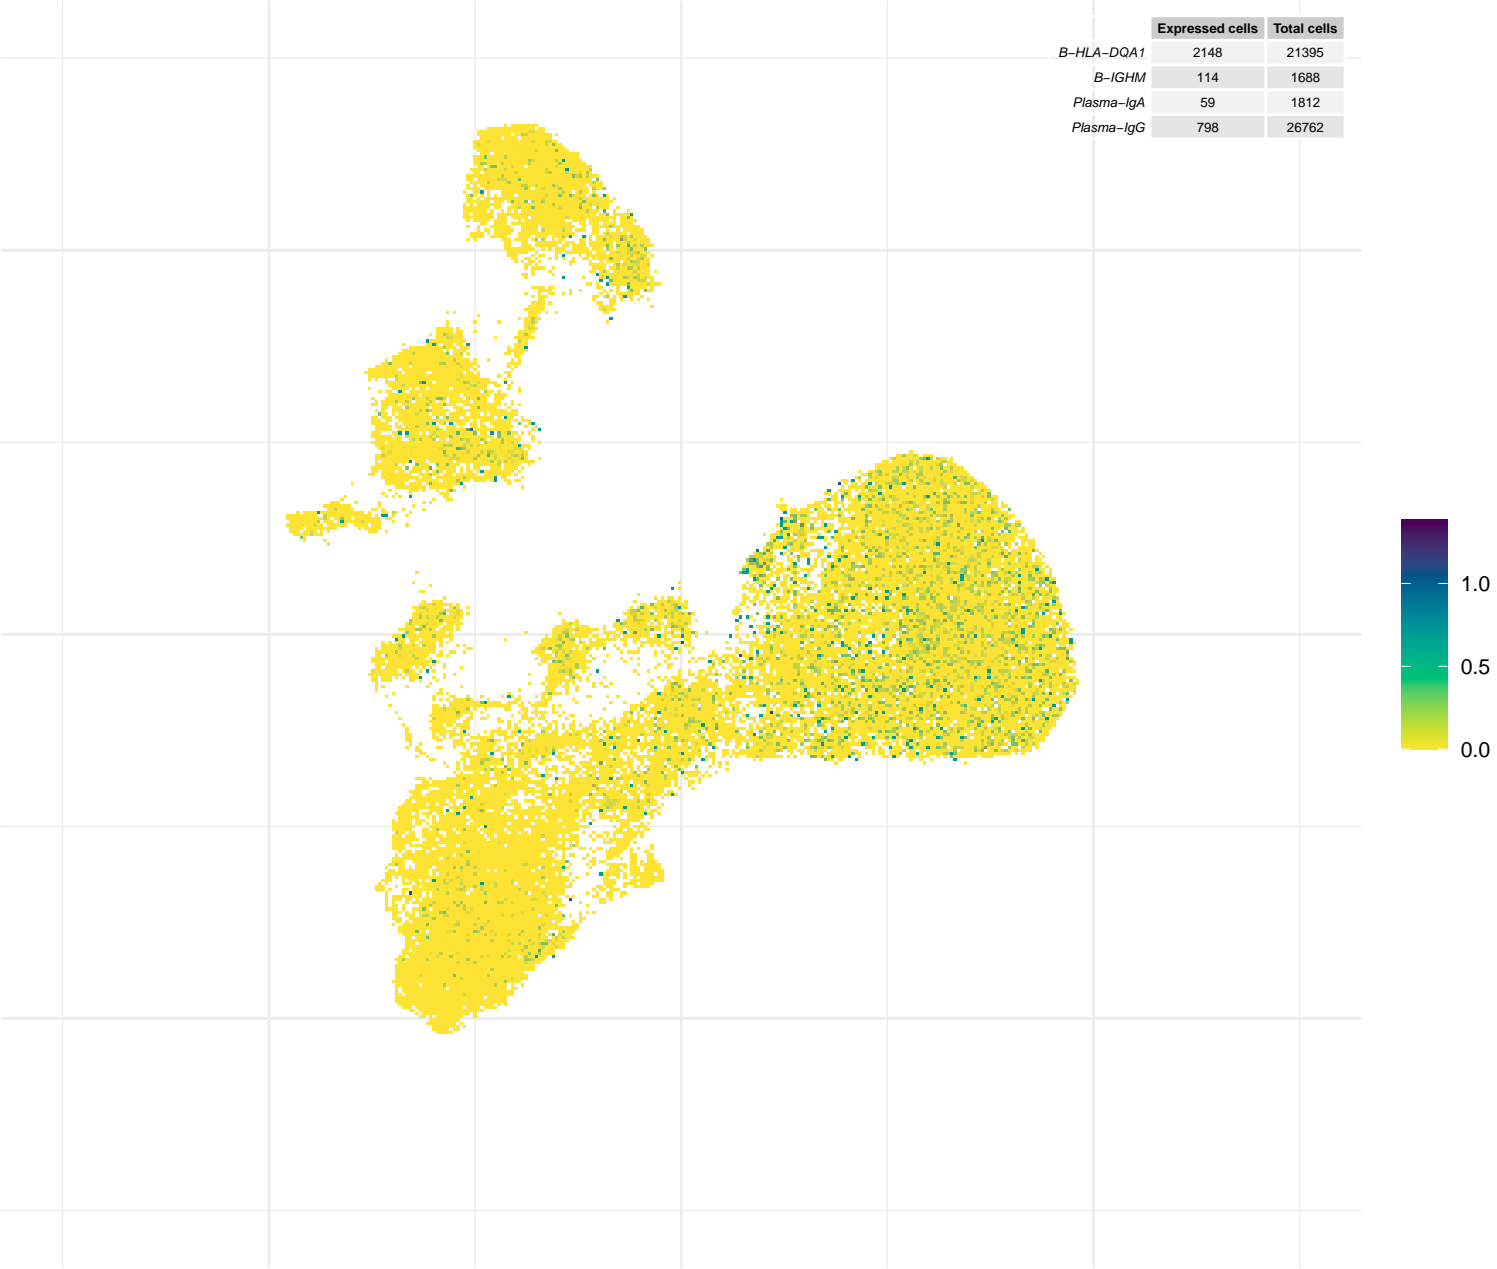 Expressed cells Total cells
B−HLA−DQA1 2148 21395
B−IGHM 114 1688
Plasma−IgA 59 1812
Plasma−IgG 798 26762
1.0
0.5
0.0